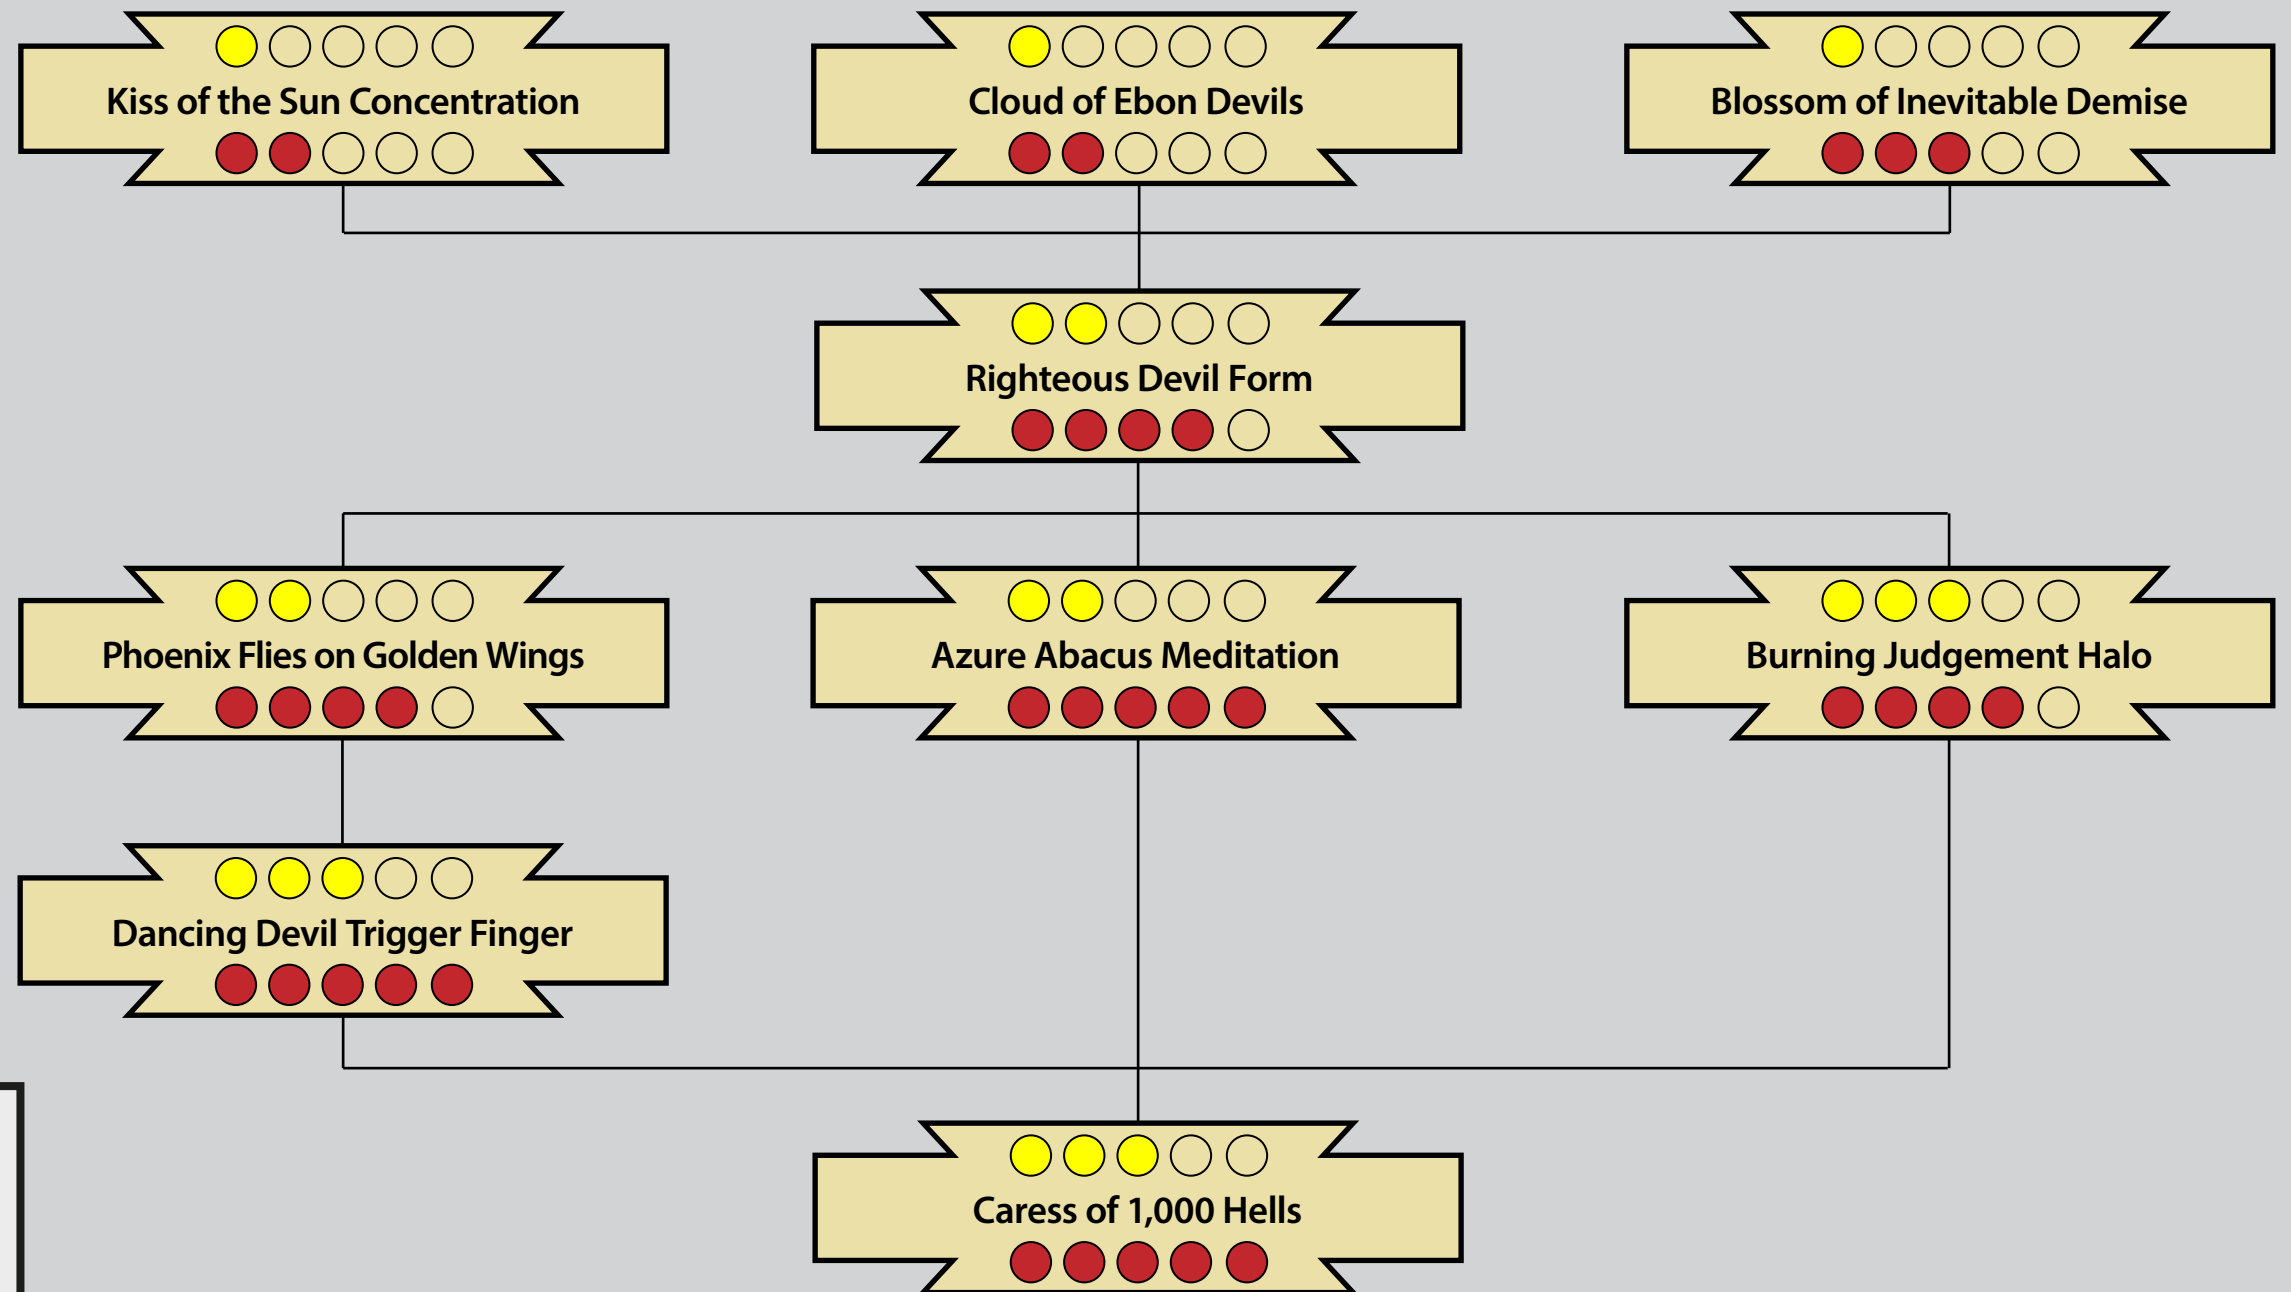 Kiss of the Sun Concentration
Cloud of Ebon Devils
Blossom of Inevitable Demise
Righteous Devil Form
Phoenix Flies on Golden Wings
Azure Abacus Meditation
Burning Judgement Halo
Dancing Devil Trigger Finger
Caress of 1,000 Hells